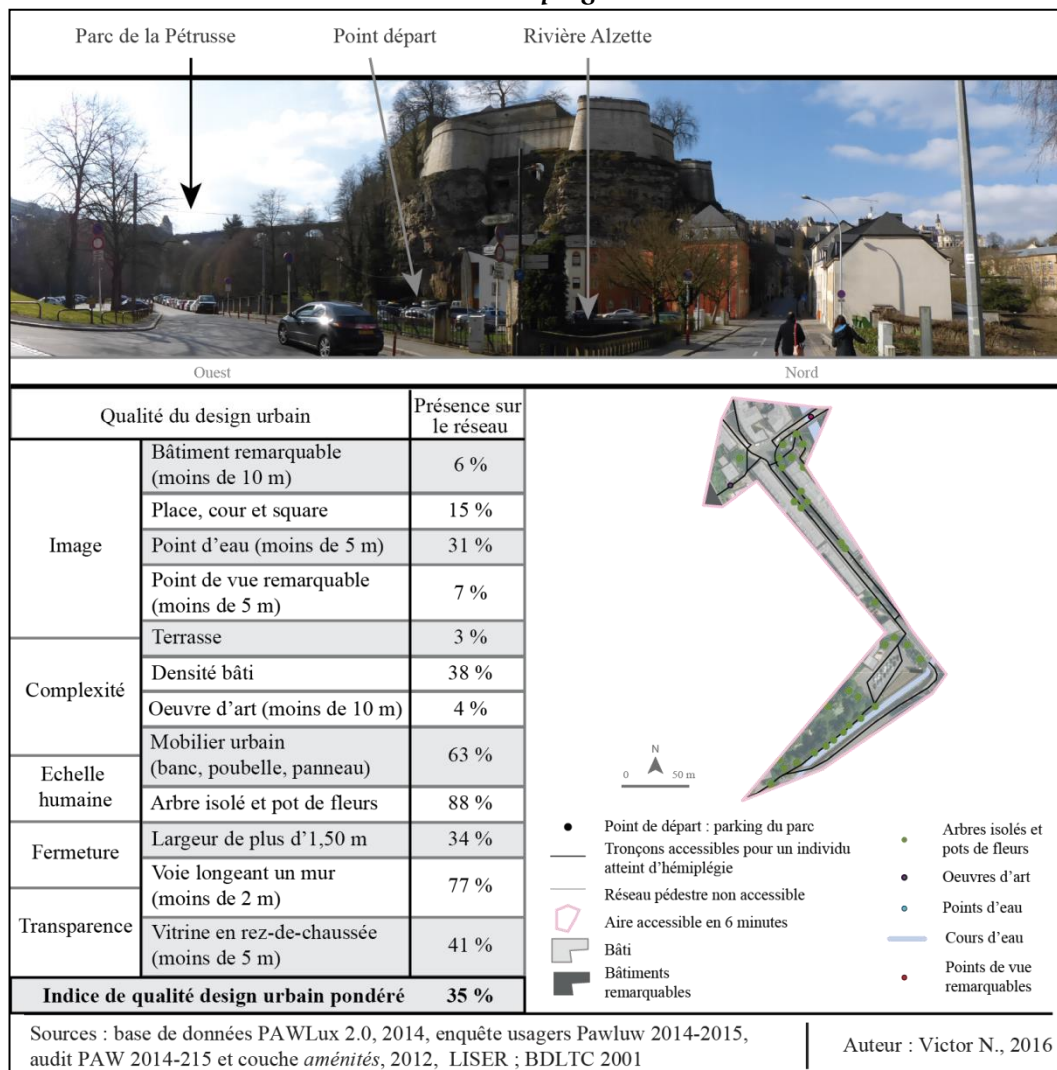 Parc de la Pétrusse
Point départ
Rivière Alzette
Ouest
Nord
Qualité du design urbain
Présence sur
le réseau
Image
Bâtiment remarquable
(moins de 10 m)
6 %
Place, cour et square
15 %
Point d'eau (moins de 5 m)
31 %
Point de vue remarquable
(moins de 5 m)
7 %
Terrasse
3 %
Complexité
Densité bâti
38 %
Oeuvre d'art (moins de 10 m)
4 %
Mobilier urbain
(banc, poubelle, panneau)
63 %
Echelle
humaine
Arbre isolé et pot de fleurs
88 %
Fermeture
Largeur de plus d'1,50 m
34 %
Voie longeant un mur
(moins de 2 m)
77 %
Transparence
Vitrine en rez-de-chaussée
(moins de 5 m)
41 %
Indice de qualité design urbain pondéré
35 %
N
0
50 m
Point de départ : parking du parc
Tronçons accessibles pour un individu
atteint d'hémiplégie
Réseau pédestre non accessible
Aire accessible en 6 minutes
Bâti
Bâtiments
remarquables
Arbres isolés et
pots de fleurs
Oeuvres d'art
Points d'eau
Cours d'eau
Points de vue
remarquables
Sources : base de données PAWLux 2.0, 2014, enquête usagers Pawluw 2014-2015,
audit PAW 2014-215 et couche aménités, 2012, LISER ; BDLTC 2001
Auteur : Victor N., 2016